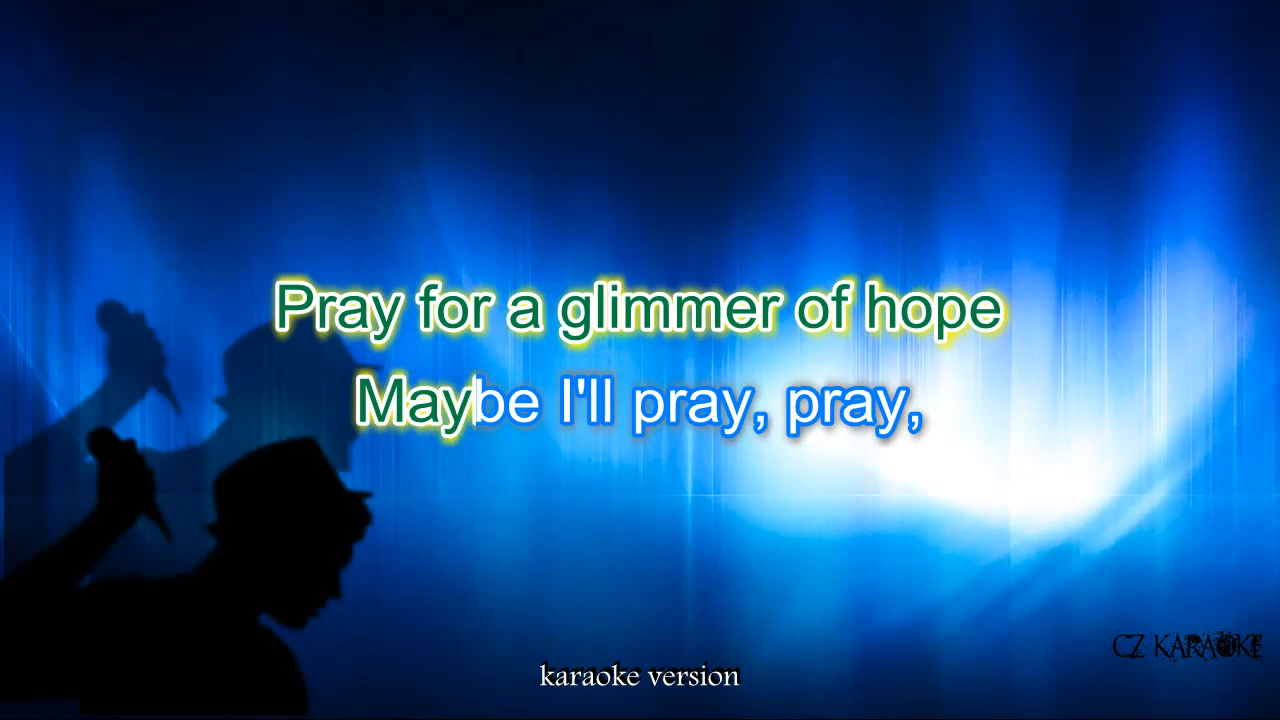 Pray for a glimmer of hope
Maybe I'll pray, pray,
CZ KARAOKE
karaoke version